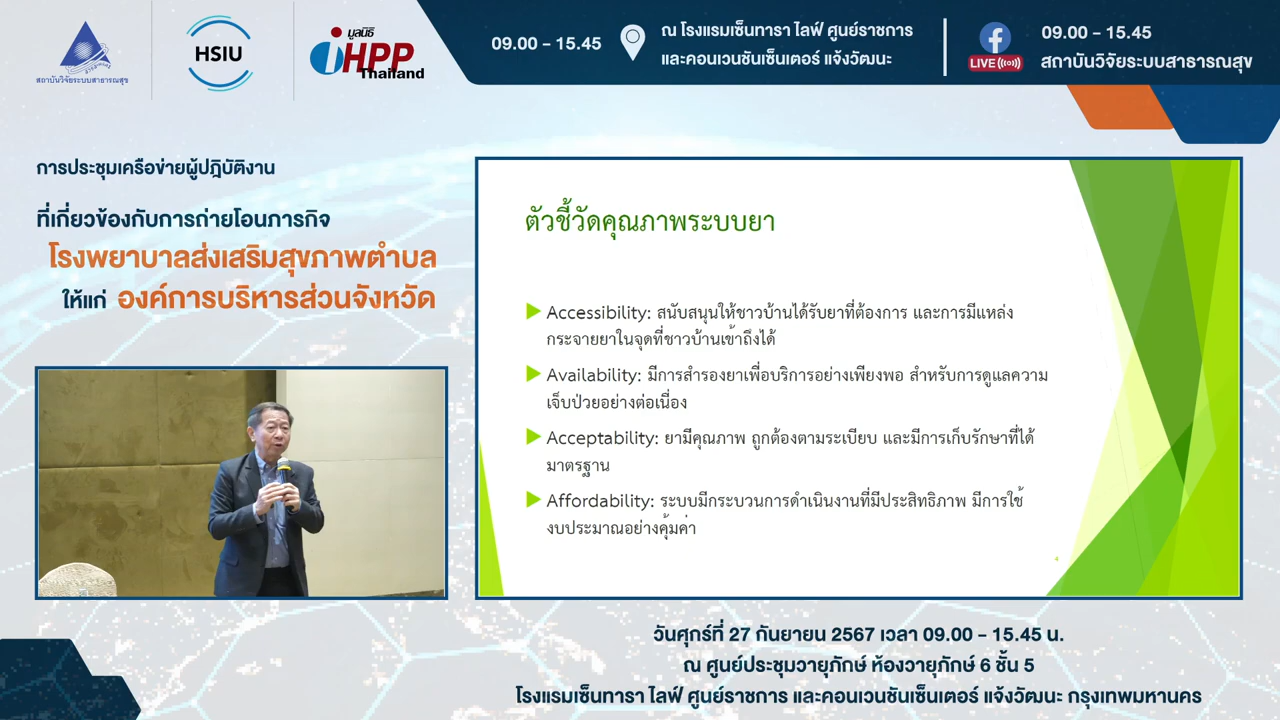 สถาบันวิจัยระบบสาธารณสุข
HSIU
มูลนิธิ
iHPP
Thailand
09.00 - 15.45
ณ โรงแรมเซ็นทารา ไลฟ์ ศูนย์ราชการ
และคอนเวนชันเซ็นเตอร์ แจ้งวัฒนะ
LIVE
09.00 - 15.45
สถาบันวิจัยระบบสาธารณสุข
การประชุมเครือข่ายผู้ปฏิบัติงาน
ที่เกี่ยวข้องกับการถ่ายโอนภารกิจ
โรงพยาบาลส่งเสริมสุขภาพตำบล
ให้แก่ องค์การบริหารส่วนจังหวัด
ตัวชี้วัดคุณภาพระบบยา
Accessibility: สนับสนุนให้ชาวบ้านได้รับยาที่ต้องการ และการมีแหล่ง
กระจายยาในจุดที่ชาวบ้านเข้าถึงได้
Availability: มีการสำรองยาเพื่อบริการอย่างเพียงพอ สำหรับการดูแลความ
เจ็บป่วยอย่างต่อเนื่อง
Acceptability: ยามีคุณภาพ ถูกต้องตามระเบียบ และมีการเก็บรักษาที่ได้
มาตรฐาน
Affordability: ระบบมีกระบวนการดำเนินงานที่มีประสิทธิภาพ มีการใช้
งบประมาณอย่างคุ้มค่า
วันศุกร์ที่ 27 กันยายน 2567 เวลา 09.00 - 15.45 น.
ณ ศูนย์ประชุมวายุภักษ์ ห้องวายุภักษ์ 6 ชั้น 5
โรงแรมเซ็นทารา ไลฟ์ ศูนย์ราชการ และคอนเวนชันเซ็นเตอร์ แจ้งวัฒนะ กรุงเทพมหานคร